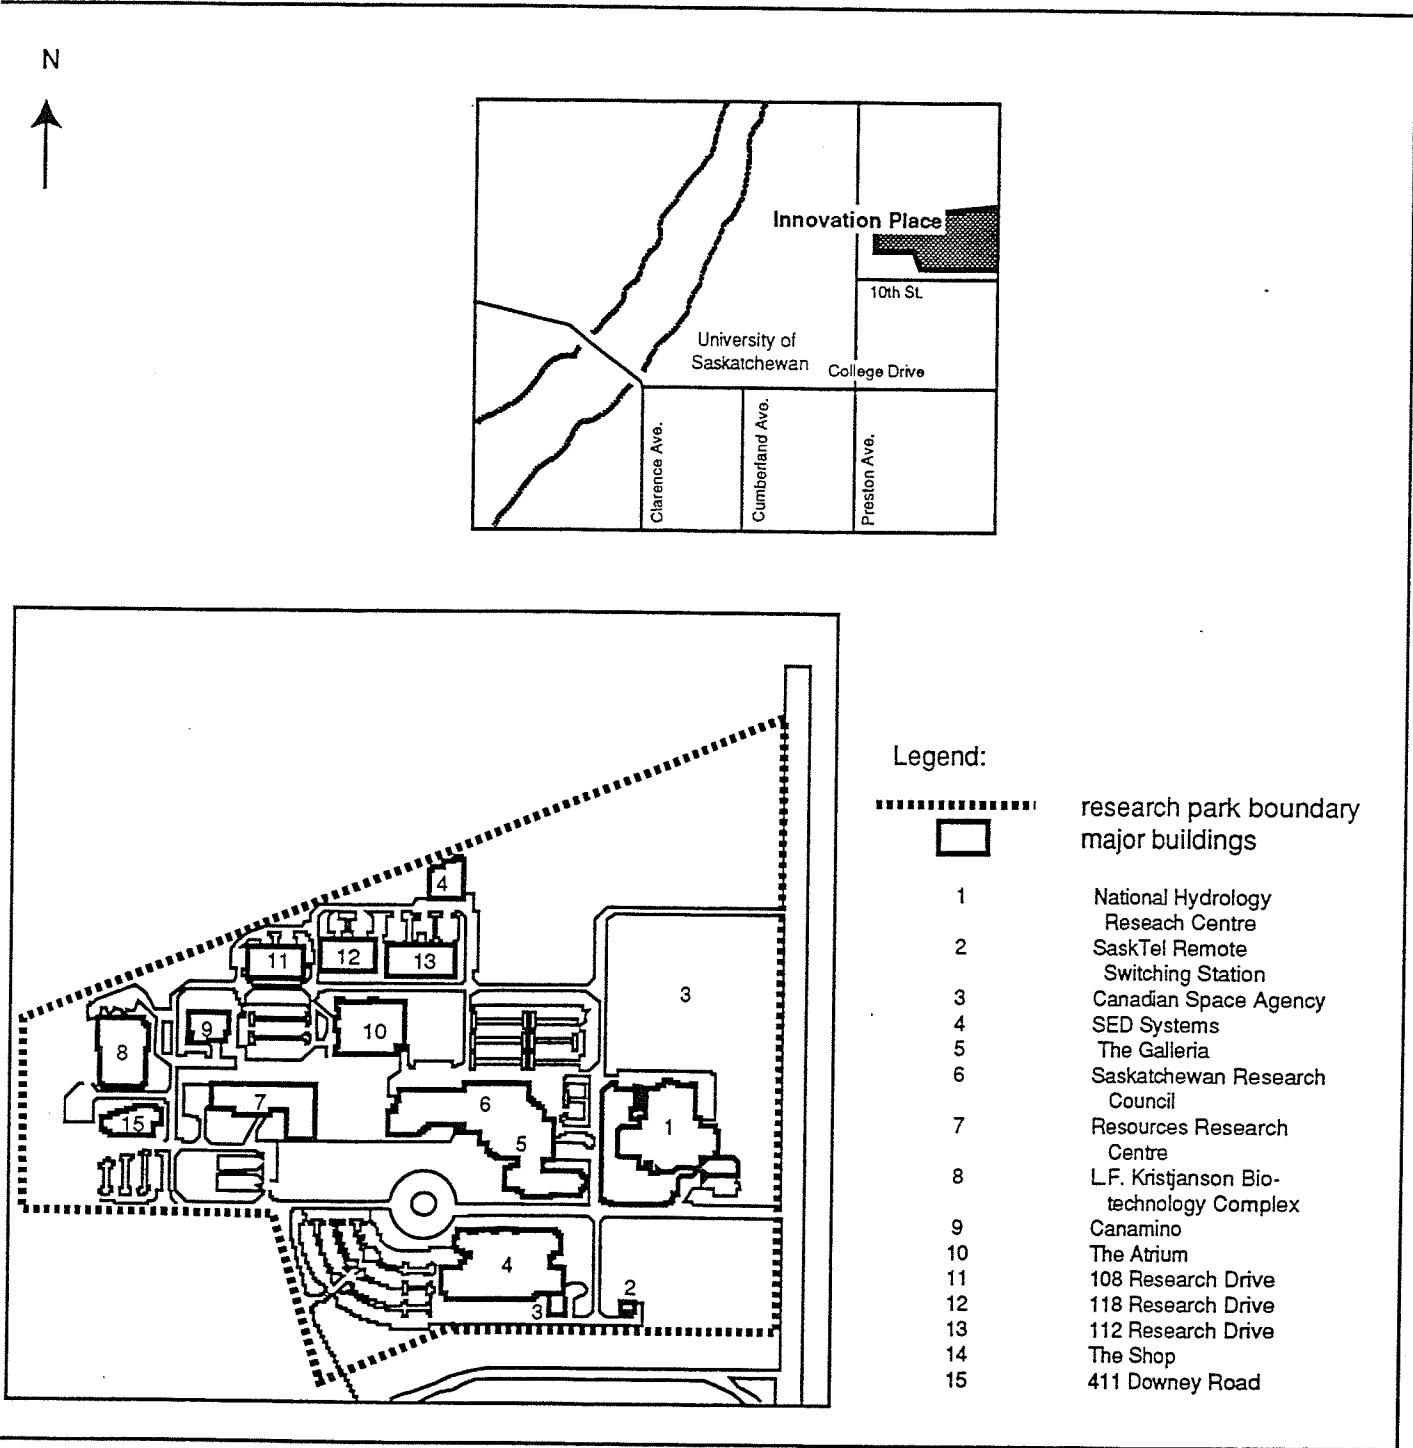 N
Innovation Place
10th St.
University of
Saskatchewan
College Drive
Clarence Ave.
Cumberland Ave.
Preston Ave.
4
11
12
13
3
8
9
10
15
7
6
5
1
4
3
2
Legend:
research park boundary
major buildings
1 National Hydrology
Reseach Centre
2 SaskTel Remote
Switching Station
3 Canadian Space Agency
4 SED Systems
5 The Galleria
6 Saskatchewan Research
Council
7 Resources Research
Centre
8 L.F. Kristjanson Bio-
technology Complex
9 Canamino
10 The Atrium
11 108 Research Drive
12 118 Research Drive
13 112 Research Drive
14 The Shop
15 411 Downey Road